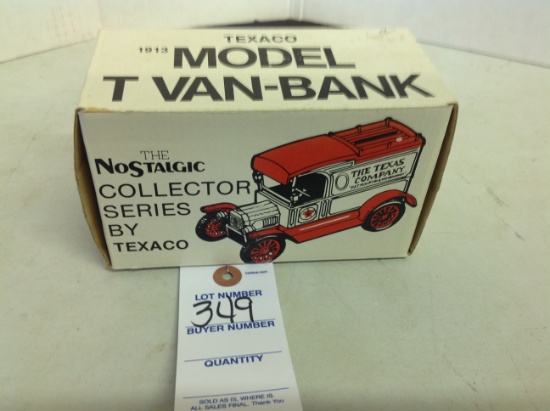 TEXACO
1913 MODEL
T VAN-BANK
THE
NOSTALGIC
COLLECTOR
SERIES
BY
TEXACO
THE TEXAS
COMPANY
LOT NUMBER
349
BUYER NUMBER
QUANTITY
SOLD AS IS, WHERE IS
ALL SALES FINAL. Thank You